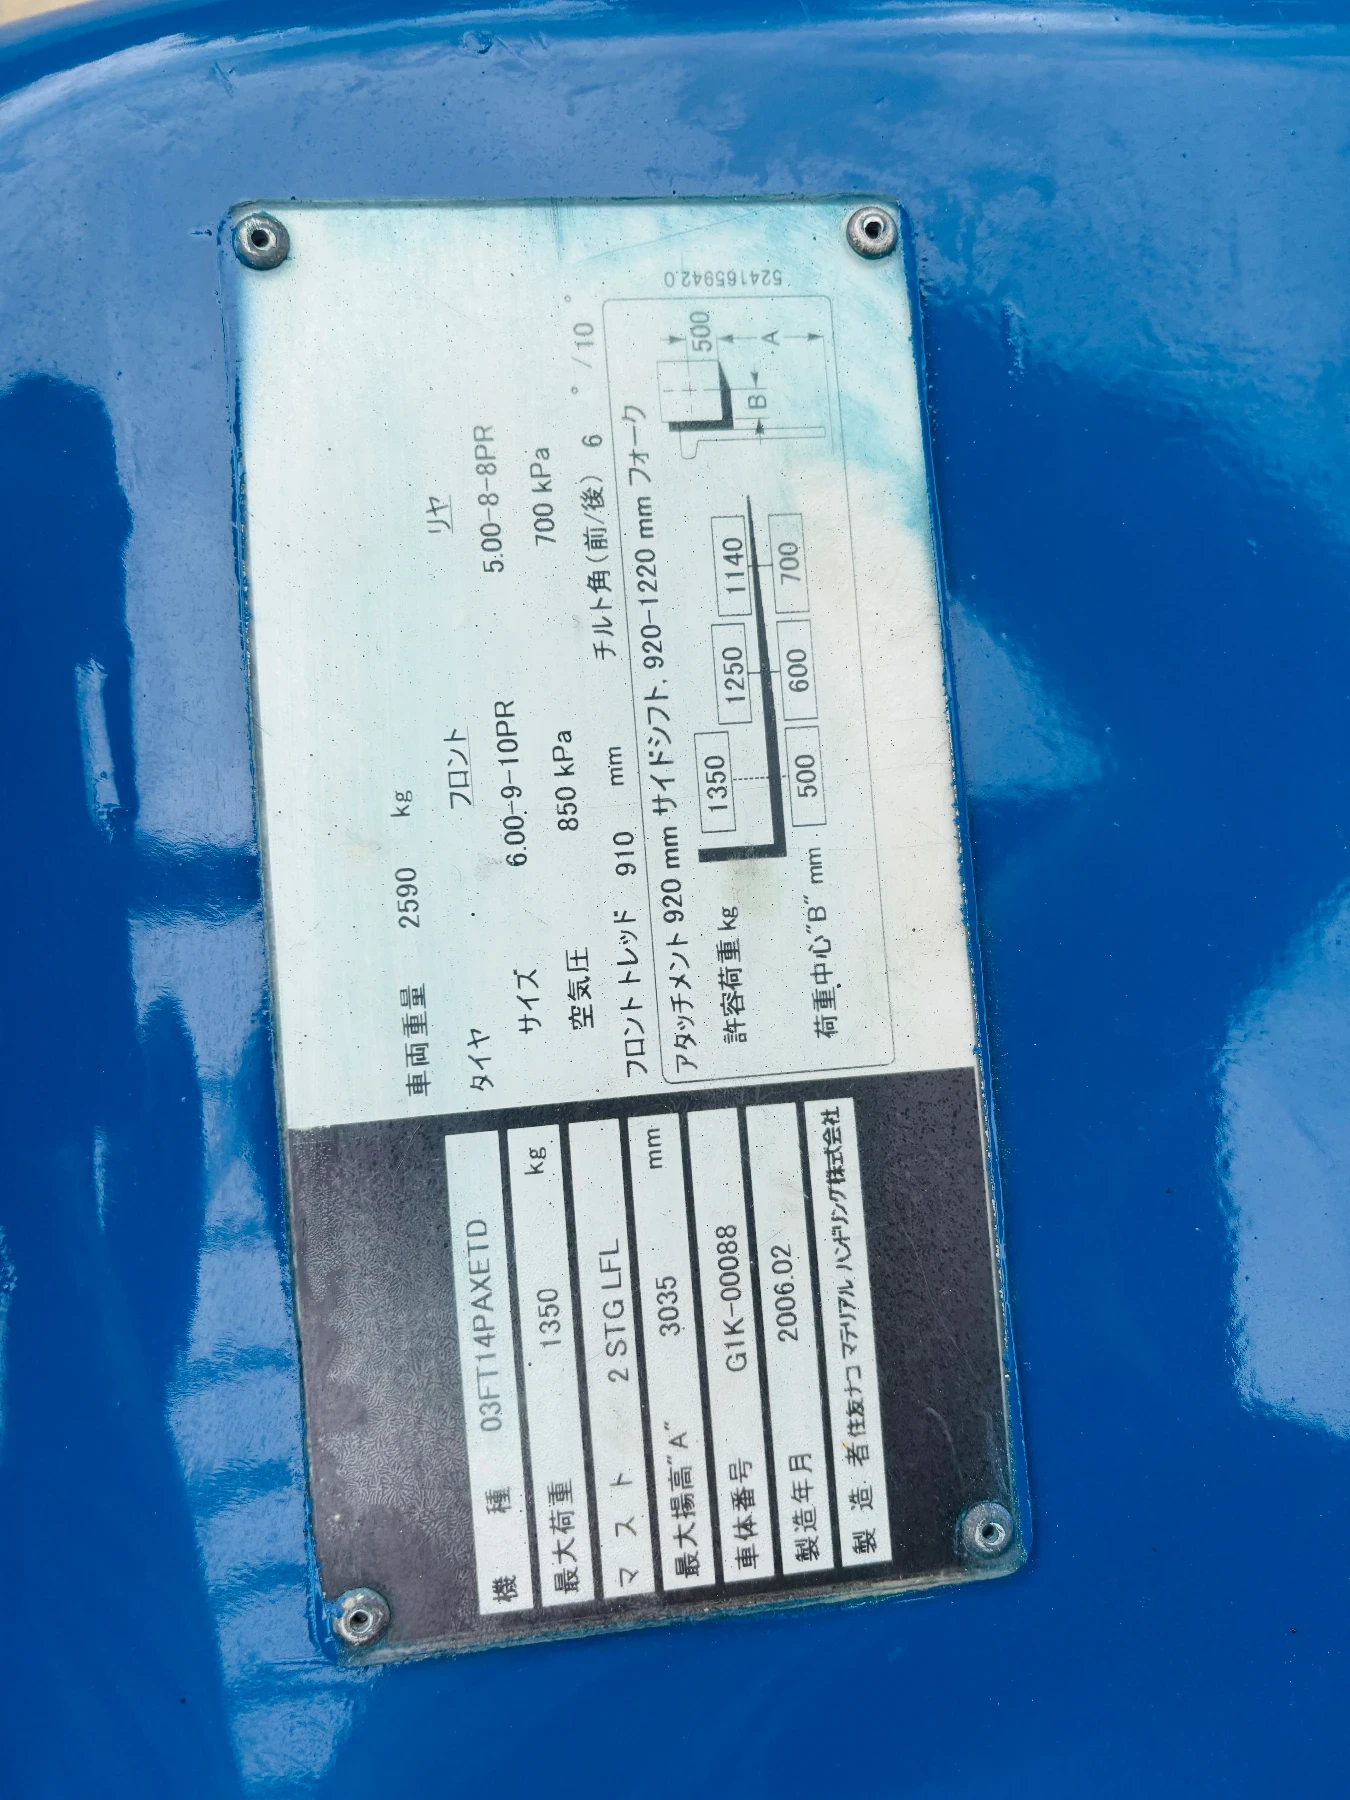 機種 03FT14PAXETD
最大荷重 1350 kg
マスト 2 STG LFL
最大揚高"A" 3035 mm
車体番号 G1K-00088
製造年月 2006.02
製造者 住友ナコ マテリアル ハンドリング株式会社
車両重量 2590 kg
タイヤ フロント リヤ
サイズ 6.00-9-10PR 5.00-8-8PR
空気圧 850 kPa 700 kPa
フロントトレッド 910 mm チルト角(前/後) 6 ° /10 °
アタッチメント 920 mm サイドシフト, 920-1220 mm フォーク
許容荷重 kg 1350 1250 1140
荷重中心"B" mm 500 600 700
500
B A
524165942.0